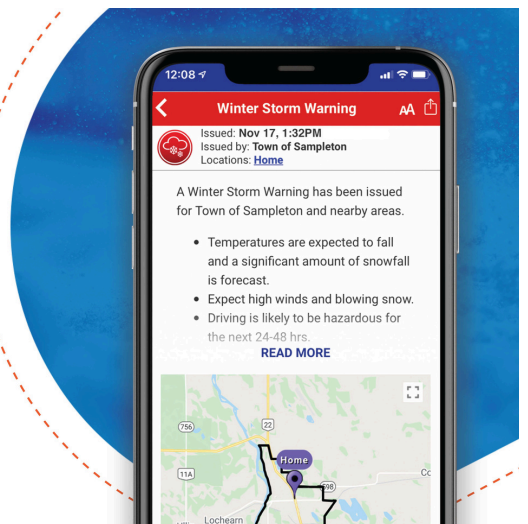 12:08
Winter Storm Warning
AA
Issued: Nov 17, 1:32PM
Issued by: Town of Sampleton
Locations: Home
A Winter Storm Warning has been issued
for Town of Sampleton and nearby areas.
• Temperatures are expected to fall
and a significant amount of snowfall
is forecast.
• Expect high winds and blowing snow.
• Driving is likely to be hazardous for
the next 24-48 hrs.
READ MORE
756
22
Home
11A
598
Lochearn